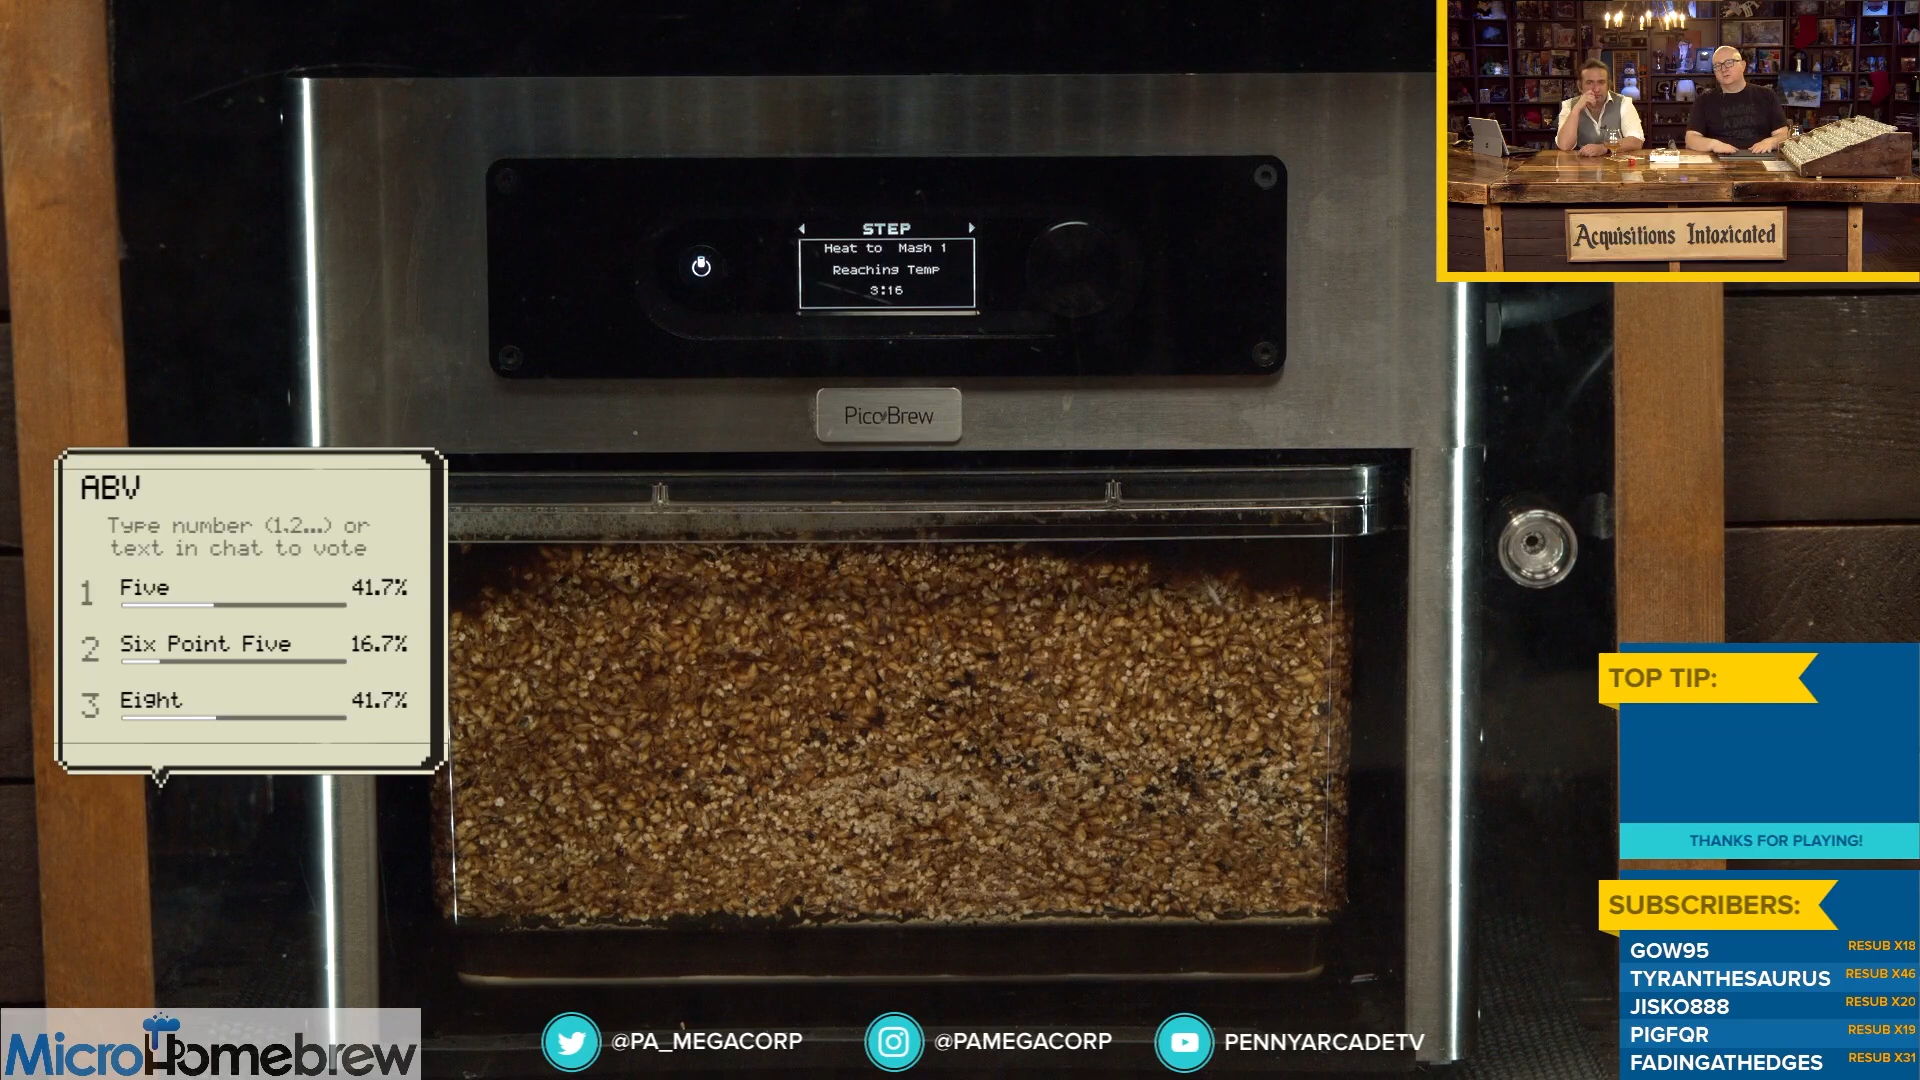 STEP
Heat to Mash 1
Reaching Temp
3:16
PicoBrew
Acquisitions Intoxicated
ABV
Type number (1,2...) or
text in chat to vote
1 Five 41.7%
2 Six Point Five 16.7%
3 Eight 41.7%
TOP TIP:
THANKS FOR PLAYING!
SUBSCRIBERS:
GOW95 RESUB X18
TYRANTHESAURUS RESUB X46
JISKO888 RESUB X20
PIGFQR RESUB X19
FADINGATHEDGES RESUB X31
MicroHomebrew
@PA_MEGACORP
@PAMEGACORP
PENNYARCADETV